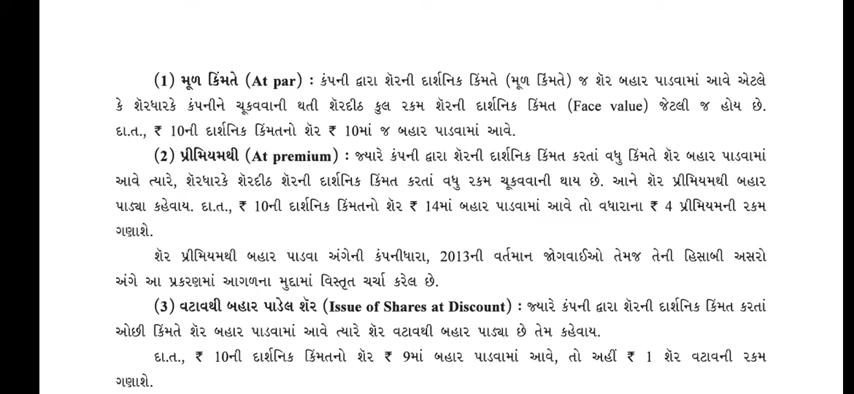 (1) મૂળ કિંમતે (At par) : કંપની દ્વારા શૅરની દાર્શનિક કિંમતે (મૂળ કિંમતે) જ શૅર બહાર પાડવામાં આવે એટલે
કે શૅરધારકે કંપનીને ચૂકવવાની થતી શૅરદીઠ કુલ રકમ શૅરની દાર્શનિક કિંમત (Face value) જેટલી જ હોય છે.
દા.ત., ₹ 10ની દાર્શનિક કિંમતનો શૅર ₹ 10માં જ બહાર પાડવામાં આવે.
(2) પ્રીમિયમથી (At premium) : જ્યારે કંપની દ્વારા શૅરની દાર્શનિક કિંમત કરતાં વધુ કિંમતે શૅર બહાર પાડવામાં
આવે ત્યારે, શૅરધારકે શૅરદીઠ શૅરની દાર્શનિક કિંમત કરતાં વધુ રકમ ચૂકવવાની થાય છે. આને શૅર પ્રીમિયમથી બહાર
પાડ્યા કહેવાય. દા.ત., ₹ 10ની દાર્શનિક કિંમતનો શૅર ₹ 14માં બહાર પાડવામાં આવે તો વધારાના ₹ 4 પ્રીમિયમની રકમ
ગણાશે.
શૅર પ્રીમિયમથી બહાર પાડવા અંગેની કંપનીધારા, 2013ની વર્તમાન જોગવાઈઓ તેમજ તેની હિસાબી અસરો
અંગે આ પ્રકરણમાં આગળના મુદ્દામાં વિસ્તૃત ચર્ચા કરેલ છે.
(3) વટાવથી બહાર પાડેલ શૅર (Issue of Shares at Discount) : જ્યારે કંપની દ્વારા શૅરની દાર્શનિક કિંમત કરતાં
ઓછી કિંમતે શૅર બહાર પાડવામાં આવે ત્યારે શૅર વટાવથી બહાર પાડ્યા છે તેમ કહેવાય.
દા.ત., ₹ 10ની દાર્શનિક કિંમતનો શૅર ₹ 9માં બહાર પાડવામાં આવે, તો અહીં ₹ 1 શૅર વટાવની રકમ
ગણાશે.